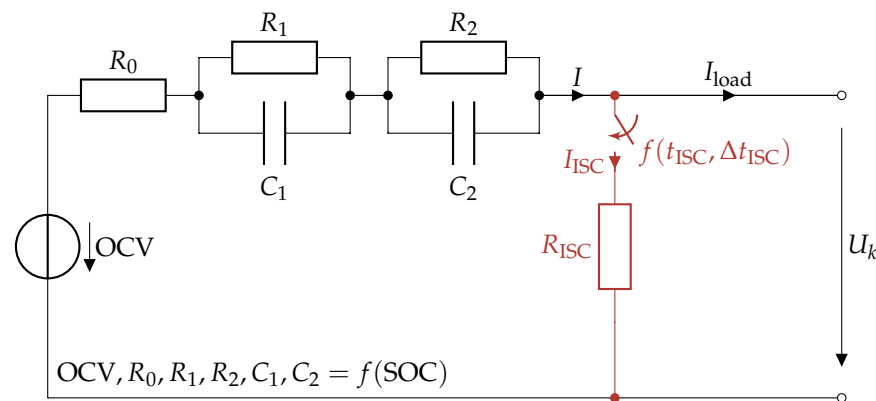 R₁
R₂
R₀
I
I_load
C₁
C₂
I_ISC
f(t_ISC, Δt_ISC)
OCV
R_ISC
U_k
OCV, R₀, R₁, R₂, C₁, C₂ = f(SOC)